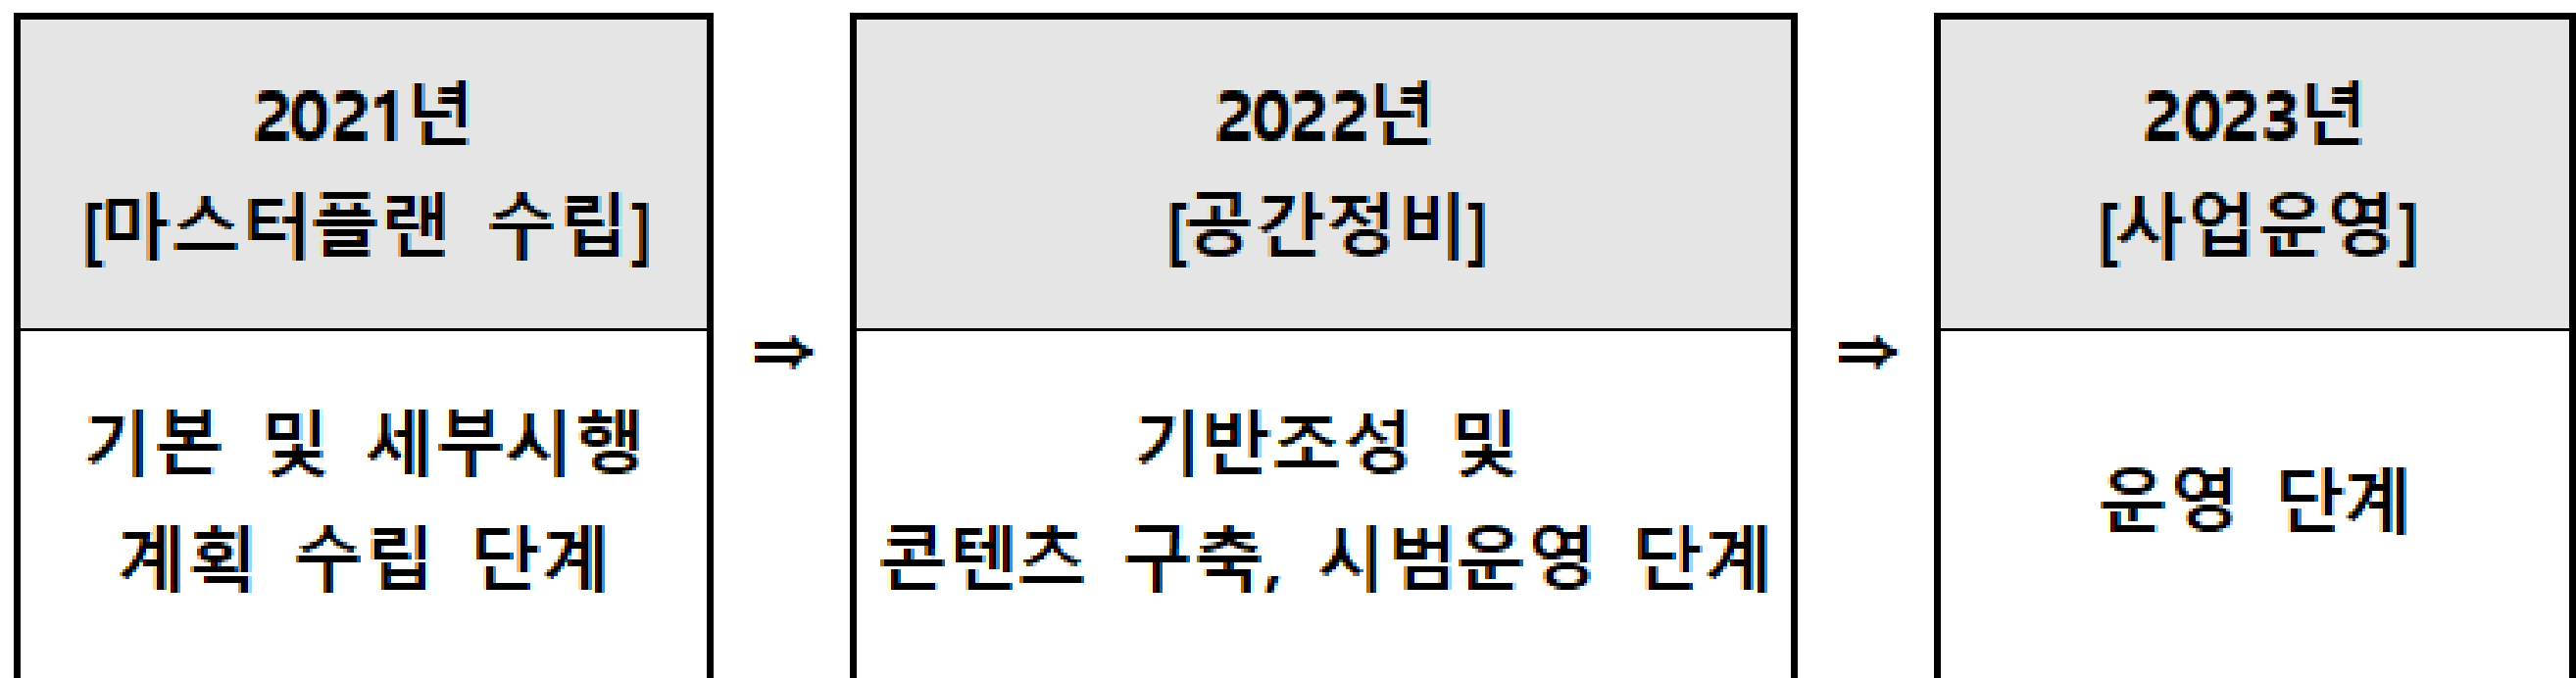 2021년
[마스터플랜 수립]
기본 및 세부시행
계획 수립 단계
⇒
2022년
[공간정비]
기반조성 및
콘텐츠 구축, 시범운영 단계
⇒
2023년
[사업운영]
운영 단계